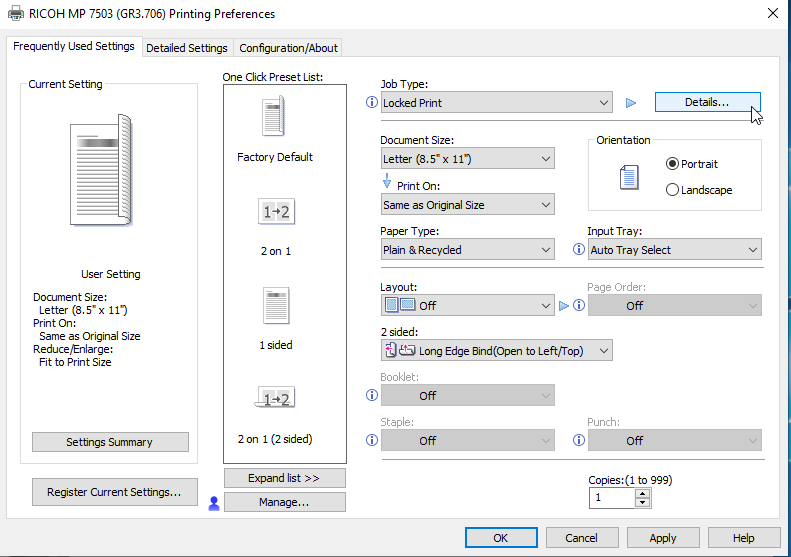 RICOH MP 7503 (GR3.706) Printing Preferences
Frequently Used Settings
Detailed Settings
Configuration/About
Current Setting
User Setting
Document Size:
Letter (8.5" x 11")
Print On:
Same as Original Size
Reduce/Enlarge:
Fit to Print Size
Settings Summary
Register Current Settings...
One Click Preset List:
Factory Default
1→2
2 on 1
1 sided
1→2
2 on 1 (2 sided)
Expand list >>
Manage...
Job Type:
Locked Print
Details...
Document Size:
Letter (8.5" x 11")
Print On:
Same as Original Size
Orientation
Portrait
Landscape
Paper Type:
Plain & Recycled
Input Tray:
Auto Tray Select
Layout:
Off
Page Order:
Off
2 sided:
Long Edge Bind(Open to Left/Top)
Booklet:
Off
Staple:
Off
Punch:
Off
Copies:(1 to 999)
1
OK
Cancel
Apply
Help